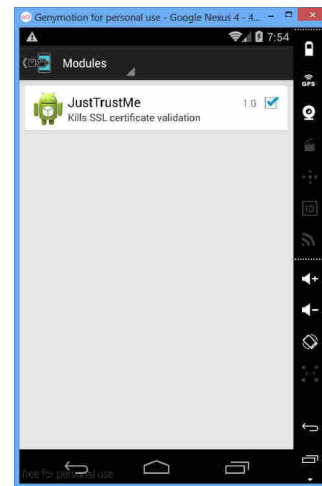 Genymotion for personal use - Google Nexus 4 - 4...
7:54
Modules
GPS
JustTrustMe
1.0
Kills SSL certificate validation
ID
free for personal use